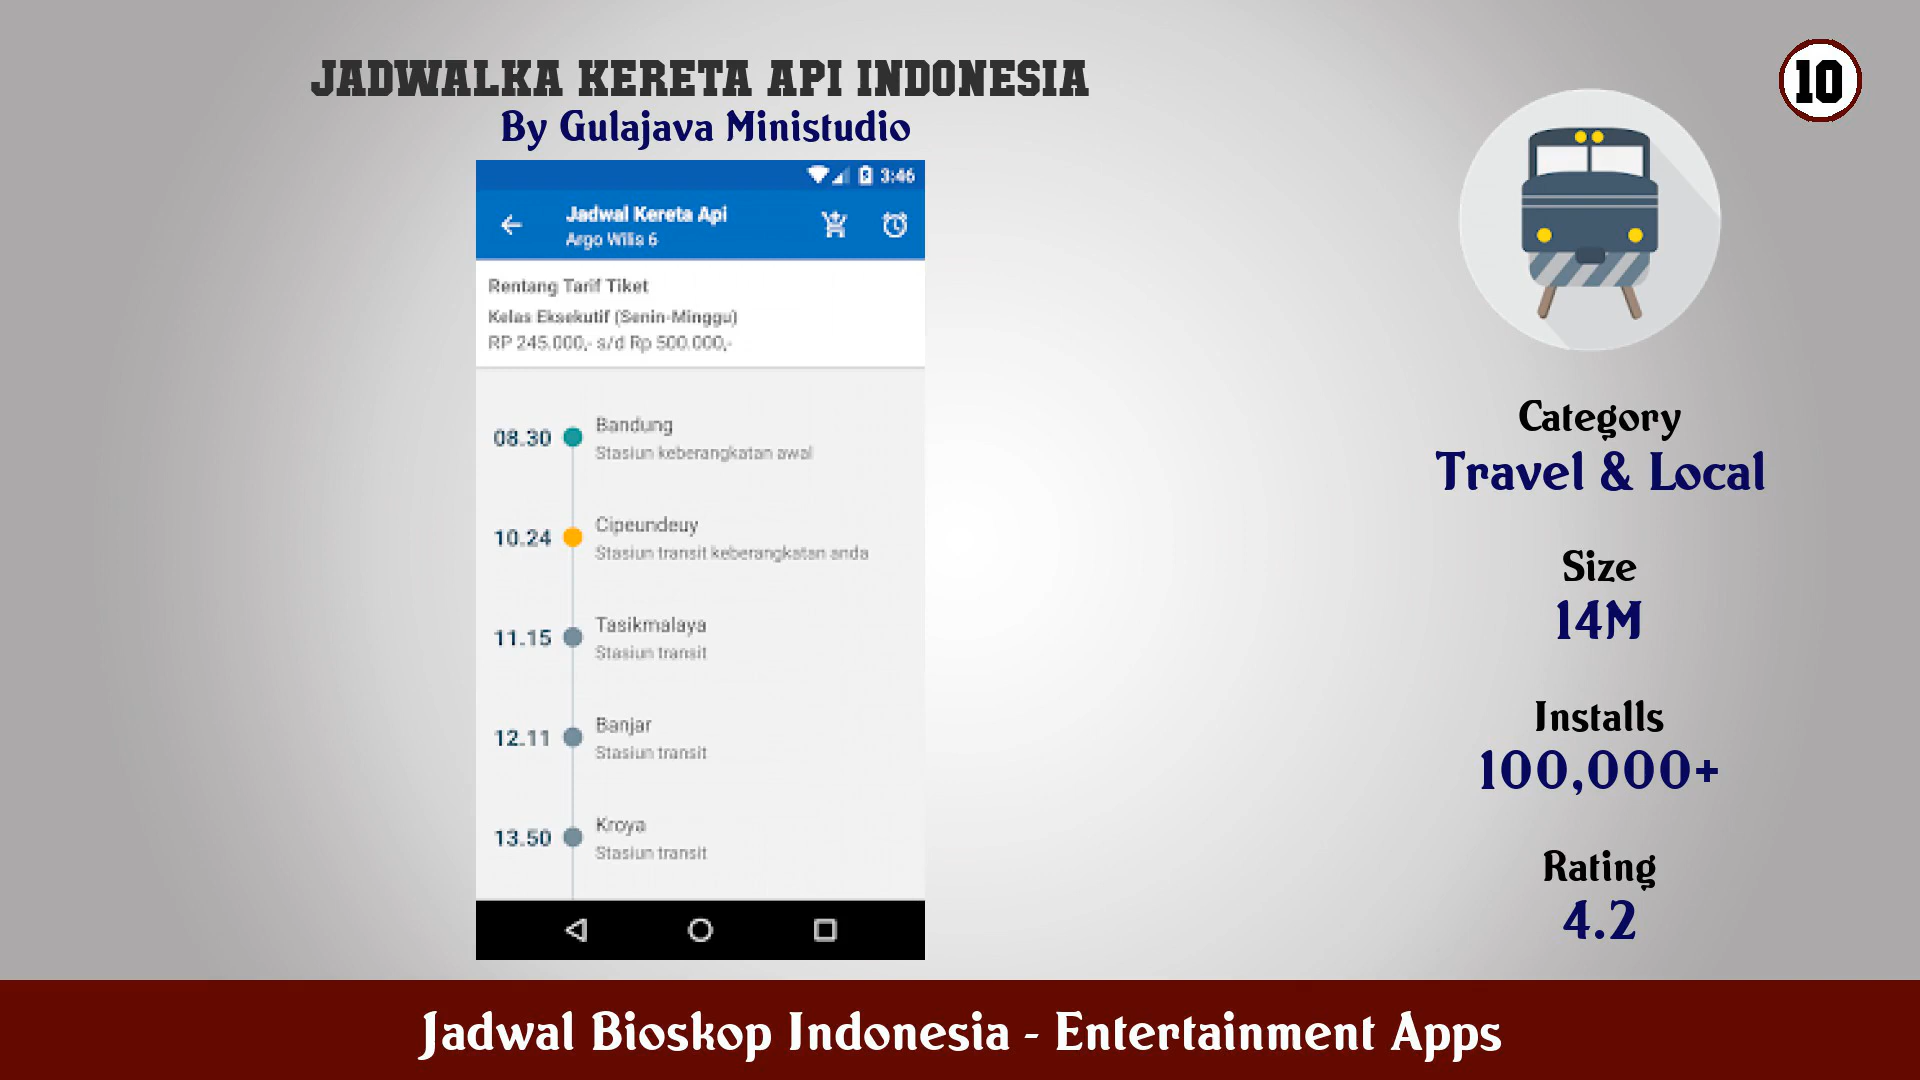 JADWALKA KERETA API INDONESIA
By Gulajava Ministudio
10
3:46
Jadwal Kereta Api
Argo Wilis 6
Rentang Tarif Tiket
Kelas Eksekutif (Senin-Minggu)
RP 245.000,- s/d Rp 500.000,-
08.30
Bandung
Stasiun keberangkatan awal
10.24
Cipeundeuy
Stasiun transit keberangkatan anda
11.15
Tasikmalaya
Stasiun transit
12.11
Banjar
Stasiun transit
13.50
Kroya
Stasiun transit
Category
Travel & Local
Size
14M
Installs
100,000+
Rating
4.2
Jadwal Bioskop Indonesia - Entertainment Apps